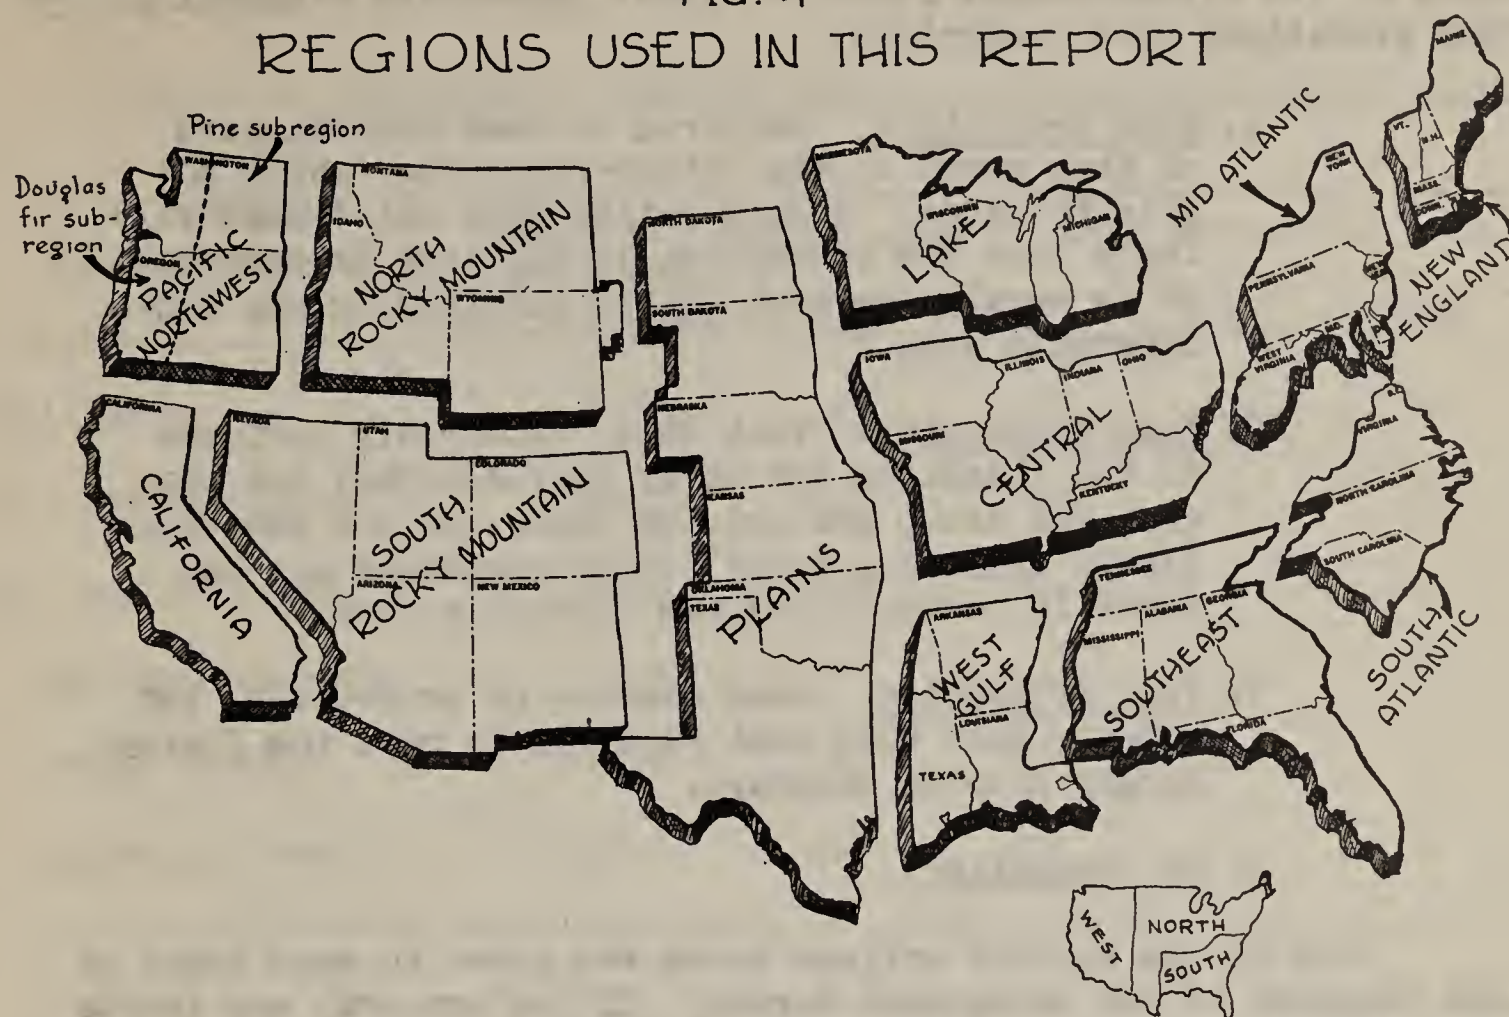 REGIONS USED IN THIS REPORT
Pine subregion
Douglas
fir sub-
region
WASHINGTON
OREGON
PACIFIC
NORTHWEST
MONTANA
IDAHO
WYOMING
NORTH
ROCKY MOUNTAIN
CALIFORNIA
CALIFORNIA
NEVADA
UTAH
COLORADO
ARIZONA
NEW MEXICO
SOUTH
ROCKY MOUNTAIN
NORTH DAKOTA
SOUTH DAKOTA
NEBRASKA
KANSAS
OKLAHOMA
TEXAS
PLAINS
MINNESOTA
WISCONSIN
MICHIGAN
LAKE
IOWA
ILLINOIS
INDIANA
OHIO
MISSOURI
KENTUCKY
CENTRAL
MID ATLANTIC
NEW
YORK
PENNSYLVANIA
MD.
WEST
VIRGINIA
MAINE
VT.
N.H.
MASS.
CONN.
NEW
ENGLAND
VIRGINIA
NORTH CAROLINA
SOUTH CAROLINA
SOUTH
ATLANTIC
TENNESSEE
MISSISSIPPI
ALABAMA
GEORGIA
FLORIDA
SOUTHEAST
ARKANSAS
WEST
GULF
LOUISIANA
TEXAS
WEST
NORTH
SOUTH